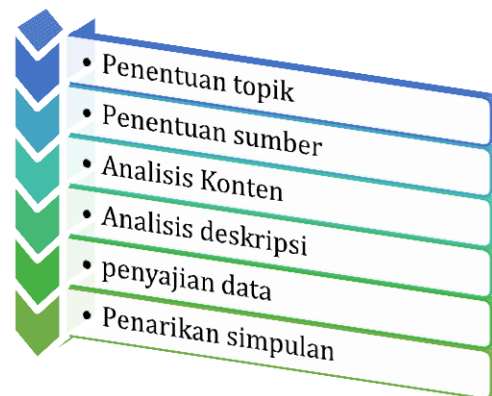 • Penentuan topik
• Penentuan sumber
• Analisis Konten
• Analisis deskripsi
• penyajian data
• Penarikan simpulan